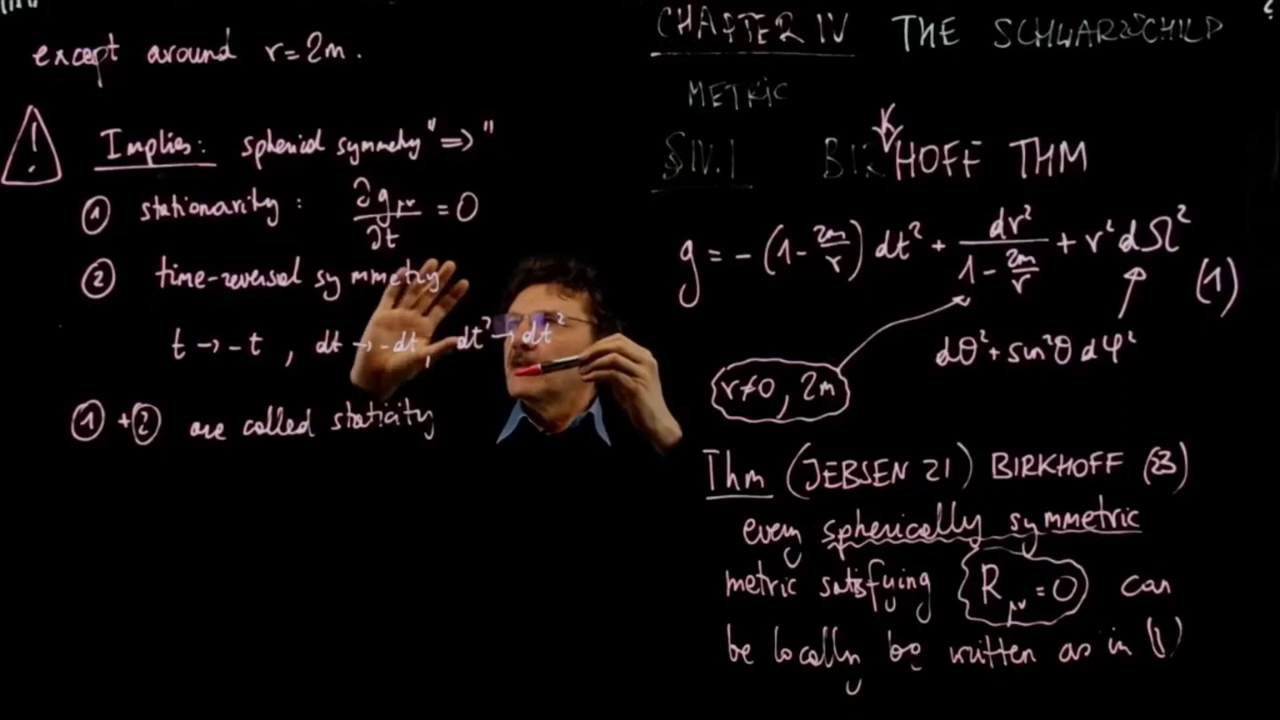 except around r=2m.
! Implies: spherical symmetry "⇒"
① stationarity: ∂g_μν/∂t = 0
② time-reversal symmetry
t → -t , dt → -dt, dt² → dt²
①+② are called staticity
CHAPTER IV THE SCHWARZSCHILD
METRIC
§IV.1 BIRHOFF THM
K
g = -(1-2m/r) dt² + dr²/(1-2m/r) + r²dΩ² (1)
dθ²+sin²θ dφ²
r≠0, 2m
Thm (JEBSEN 21) BIRKHOFF (23)
every spherically symmetric
metric satisfying R_μν=0 can
be locally be written as in (1)